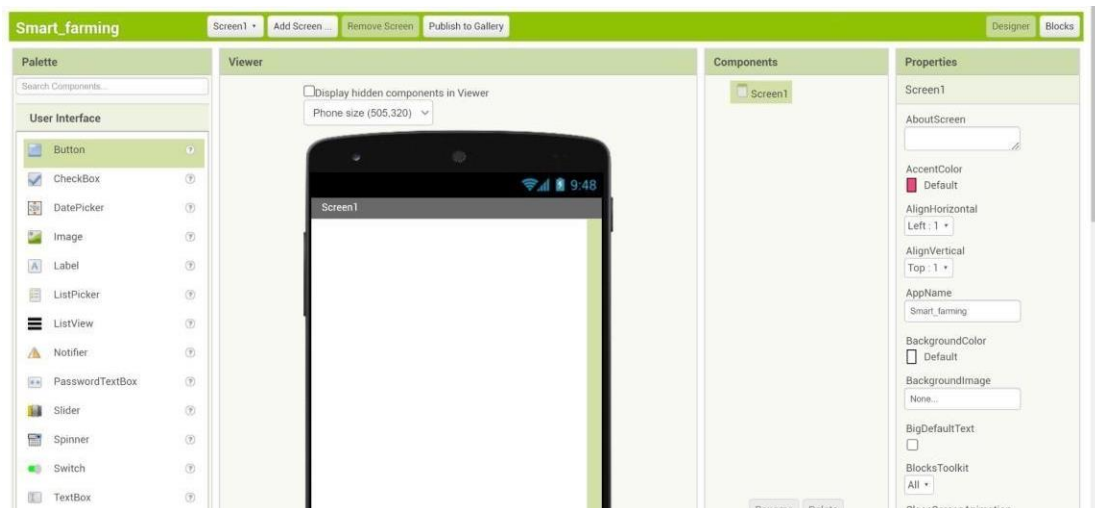 Smart_farming
Screen1
Add Screen ...
Remove Screen
Publish to Gallery
Designer
Blocks
Palette
Search Components...
User Interface
Button
CheckBox
DatePicker
Image
Label
ListPicker
ListView
Notifier
PasswordTextBox
Slider
Spinner
Switch
TextBox
Viewer
Display hidden components in Viewer
Phone size (505,320)
9:48
Screen1
Components
Screen1
Rename
Delete
Properties
Screen1
AboutScreen
AccentColor
Default
AlignHorizontal
Left : 1
AlignVertical
Top : 1
AppName
Smart_farming
BackgroundColor
Default
BackgroundImage
None...
BigDefaultText
BlocksToolkit
All